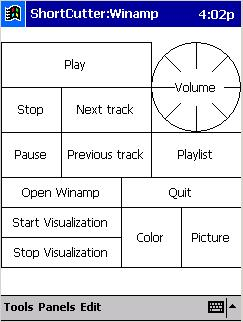 ShortCutter:Winamp 4:02p
Play
Volume
Stop
Next track
Pause
Previous track
Playlist
Open Winamp
Quit
Start Visualization
Color
Picture
Stop Visualization
Tools Panels Edit